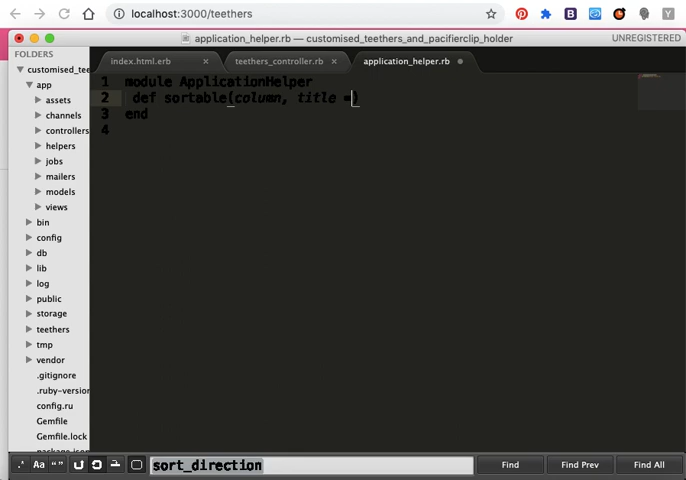 localhost:3000/teethers
application_helper.rb — customised_teethers_and_pacifierclip_holder
UNREGISTERED
FOLDERS
customised_tee
app
assets
channels
controllers
helpers
jobs
mailers
models
views
bin
config
db
lib
log
public
storage
teethers
tmp
vendor
.gitignore
.ruby-version
config.ru
Gemfile
Gemfile.lock
index.html.erb
teethers_controller.rb
application_helper.rb
1 module ApplicationHelper
2 def sortable(column, title =)
3 end
4
.* Aa “ ”
sort_direction
Find
Find Prev
Find All